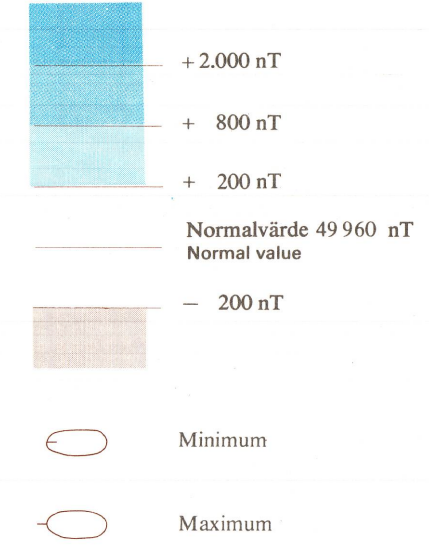 + 2.000 nT
+ 800 nT
+ 200 nT
Normalvärde 49 960 nT
Normal value
− 200 nT
Minimum
Maximum